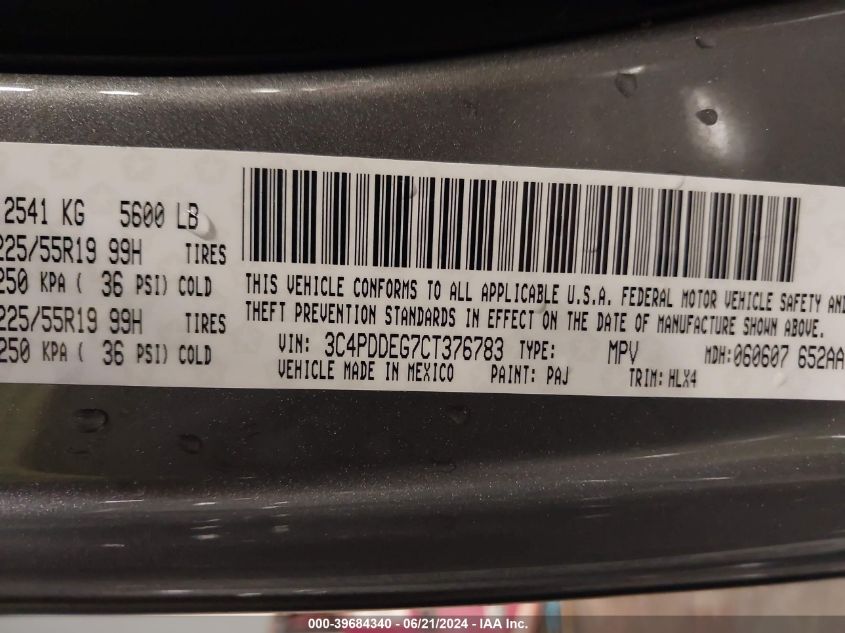 2541 KG 5600 LB
225/55R19 99H TIRES
250 KPA ( 36 PSI) COLD
225/55R19 99H TIRES
250 KPA ( 36 PSI) COLD
THIS VEHICLE CONFORMS TO ALL APPLICABLE U.S.A. FEDERAL MOTOR VEHICLE SAFETY AND
THEFT PREVENTION STANDARDS IN EFFECT ON THE DATE OF MANUFACTURE SHOWN ABOVE.
VIN: 3C4PDDEG7CT376783 TYPE: MPV MDH: 060607 652AA
VEHICLE MADE IN MEXICO PAINT: PAJ TRIM: HLX4
000-39684340 - 06/21/2024 - IAA Inc.